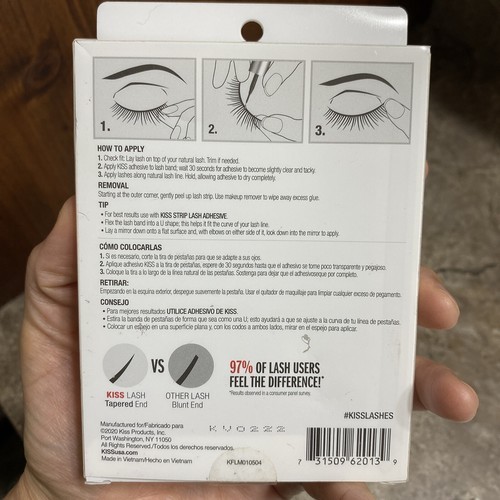 1.
2.
3.
HOW TO APPLY
1. Check fit: Lay lash on top of your natural lash. Trim if needed.
2. Apply KISS adhesive to lash band; wait 30 seconds for adhesive to become slightly clear and tacky.
3. Apply lashes along natural lash line. Hold, allowing adhesive to dry completely.
REMOVAL
Starting at the outer corner, gently peel up lash strip. Use makeup remover to wipe away excess glue.
TIP
• For best results use with KISS STRIP LASH ADHESIVE.
• Flex the lash band into a U shape; this helps it fit the curve of your lash line.
• Lay a mirror down onto a flat surface and, with elbows on either side of it, look down into the mirror to apply.
CÓMO COLOCARLAS
1. Si es necesario, corte la tira de pestañas para que se adapte a sus ojos.
2. Aplique adhesivo KISS a la tira de pestañas, espere de 30 segundos hasta que el adhesivo se torne poco transparente y pegajoso.
3. Coloque la tira a lo largo de la línea natural de las pestañas. Sostenga para dejar que el adhesivoseque por completo.
RETIRAR:
Empezando en la esquina exterior, despegue suavemente la pestaña. Usar el quitador de maquillaje para limpiar cualquier exceso de pegamento.
CONSEJO
• Para mejores resultados UTILICE ADHESIVO DE KISS.
• Estira la banda de pestañas de forma que sea como una U; esto ayudará a que se ajuste a la curva de tu línea de pestañas.
• Colocar un espejo en una superficie plana y, con los codos a ambos lados, mirar en el espejo para aplicar.
KISS LASH
Tapered End
VS
OTHER LASH
Blunt End
97% OF LASH USERS
FEEL THE DIFFERENCE!*
*Results observed in a consumer panel survey.
#KISSLASHES
Manufactured for/Fabricado para
©2020 Kiss Products, Inc.
Port Washington, NY 11050
All Rights Reserved./Todos los derechos reservados.
KISSusa.com
Made in Vietnam/Hecho en Vietnam
KFLM010504
7 31509 62013 9